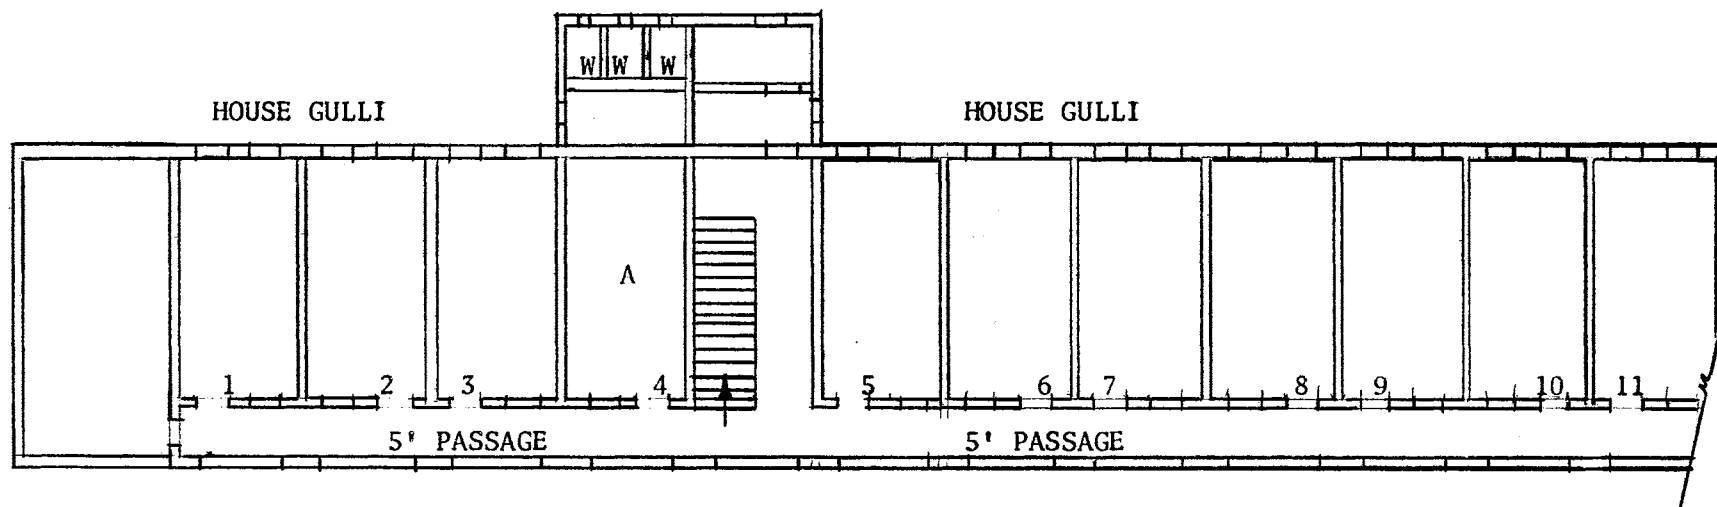 W W W
HOUSE GULLI HOUSE GULLI
Λ
1 2 3 4 5 6 7 8 9 10 11
5' PASSAGE 5' PASSAGE